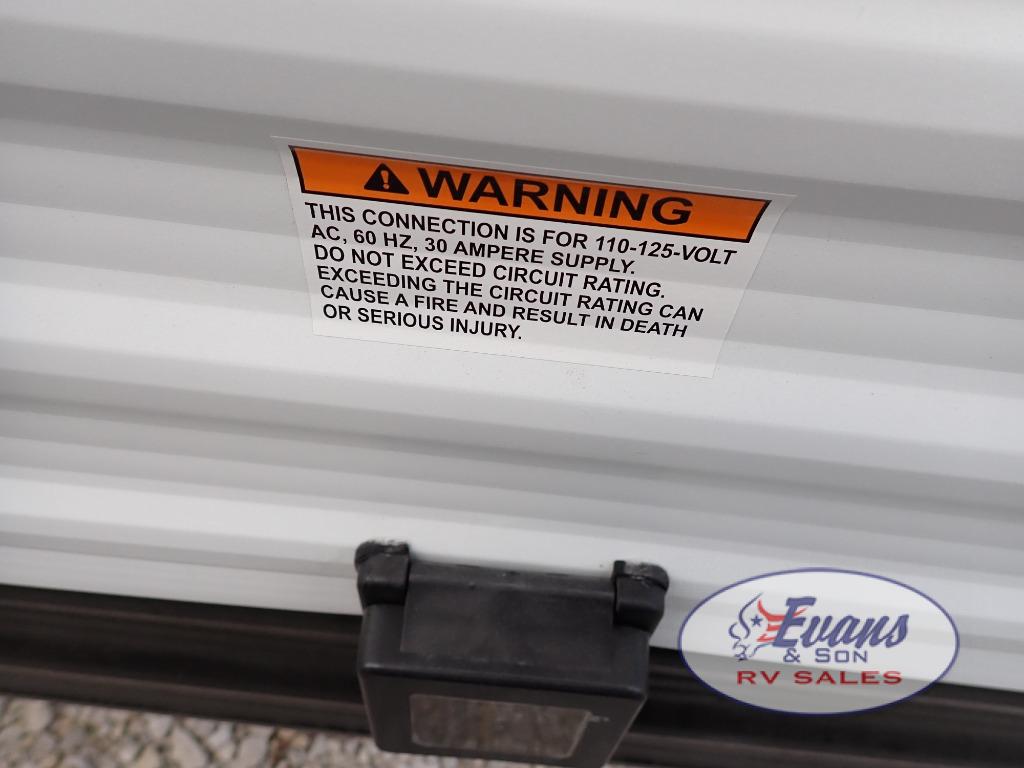 WARNING
THIS CONNECTION IS FOR 110-125-VOLT
AC, 60 HZ, 30 AMPERE SUPPLY.
DO NOT EXCEED CIRCUIT RATING.
EXCEEDING THE CIRCUIT RATING CAN
CAUSE A FIRE AND RESULT IN DEATH
OR SERIOUS INJURY.
Evans
& SON
RV SALES